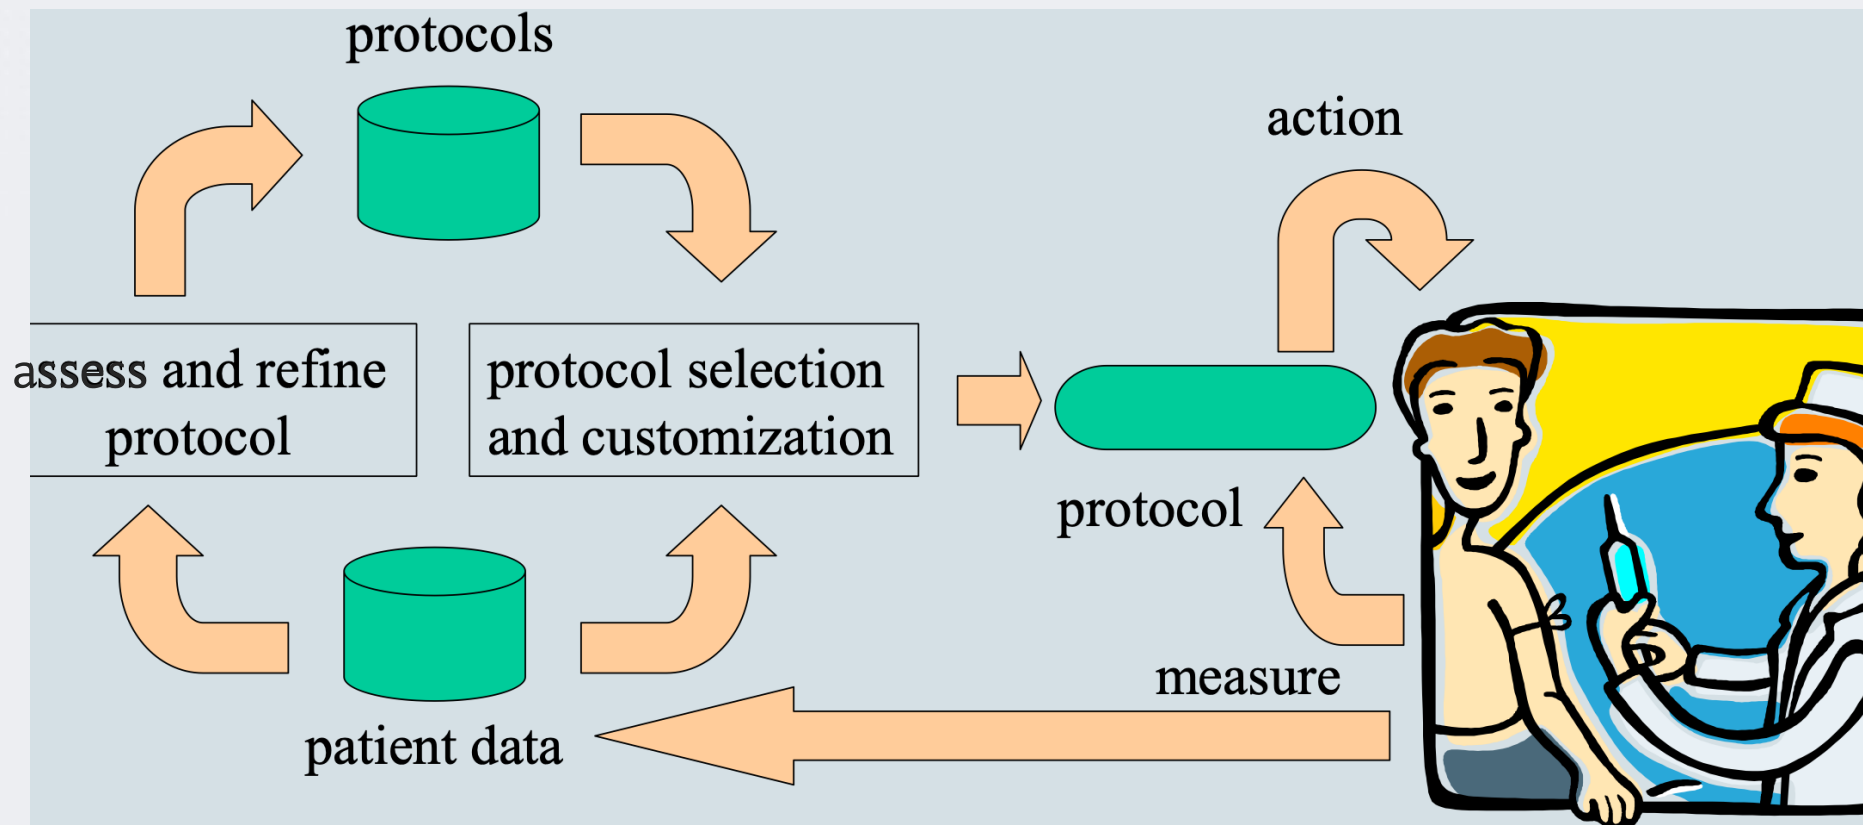 protocols
action
assess and refine
protocol
protocol selection
and customization
protocol
measure
patient data